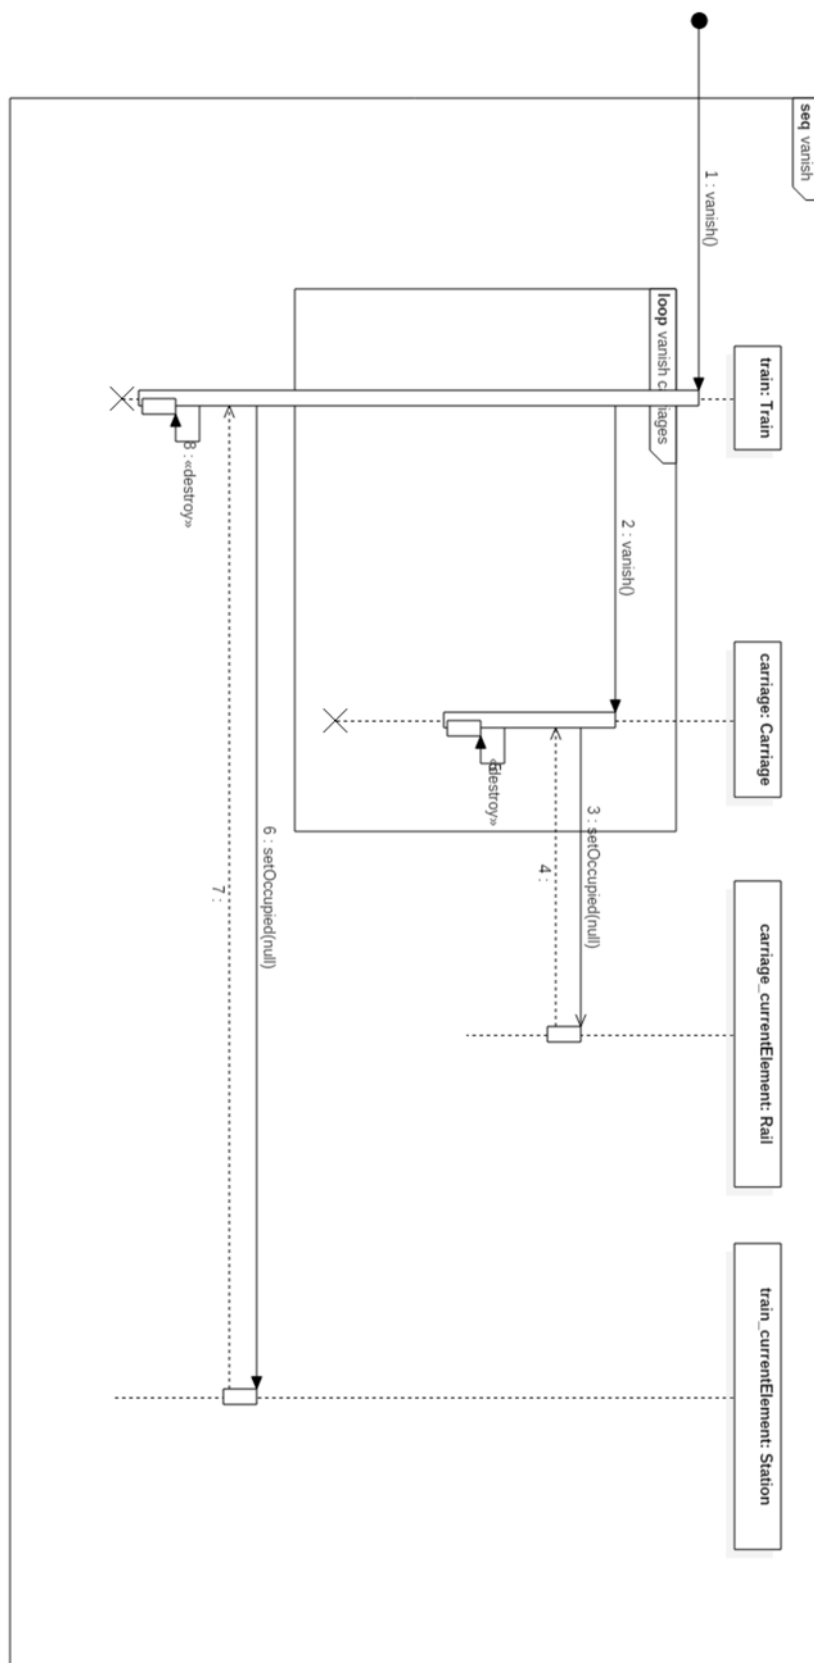 seq vanish
train: Train
carriage: Carriage
carriage_currentElement: Rail
train_currentElement: Station
1 : vanish()
loop vanish carriages
2 : vanish()
3 : setOccupied(null)
4 :
«destroy»
6 : setOccupied(null)
7 :
8 : «destroy»